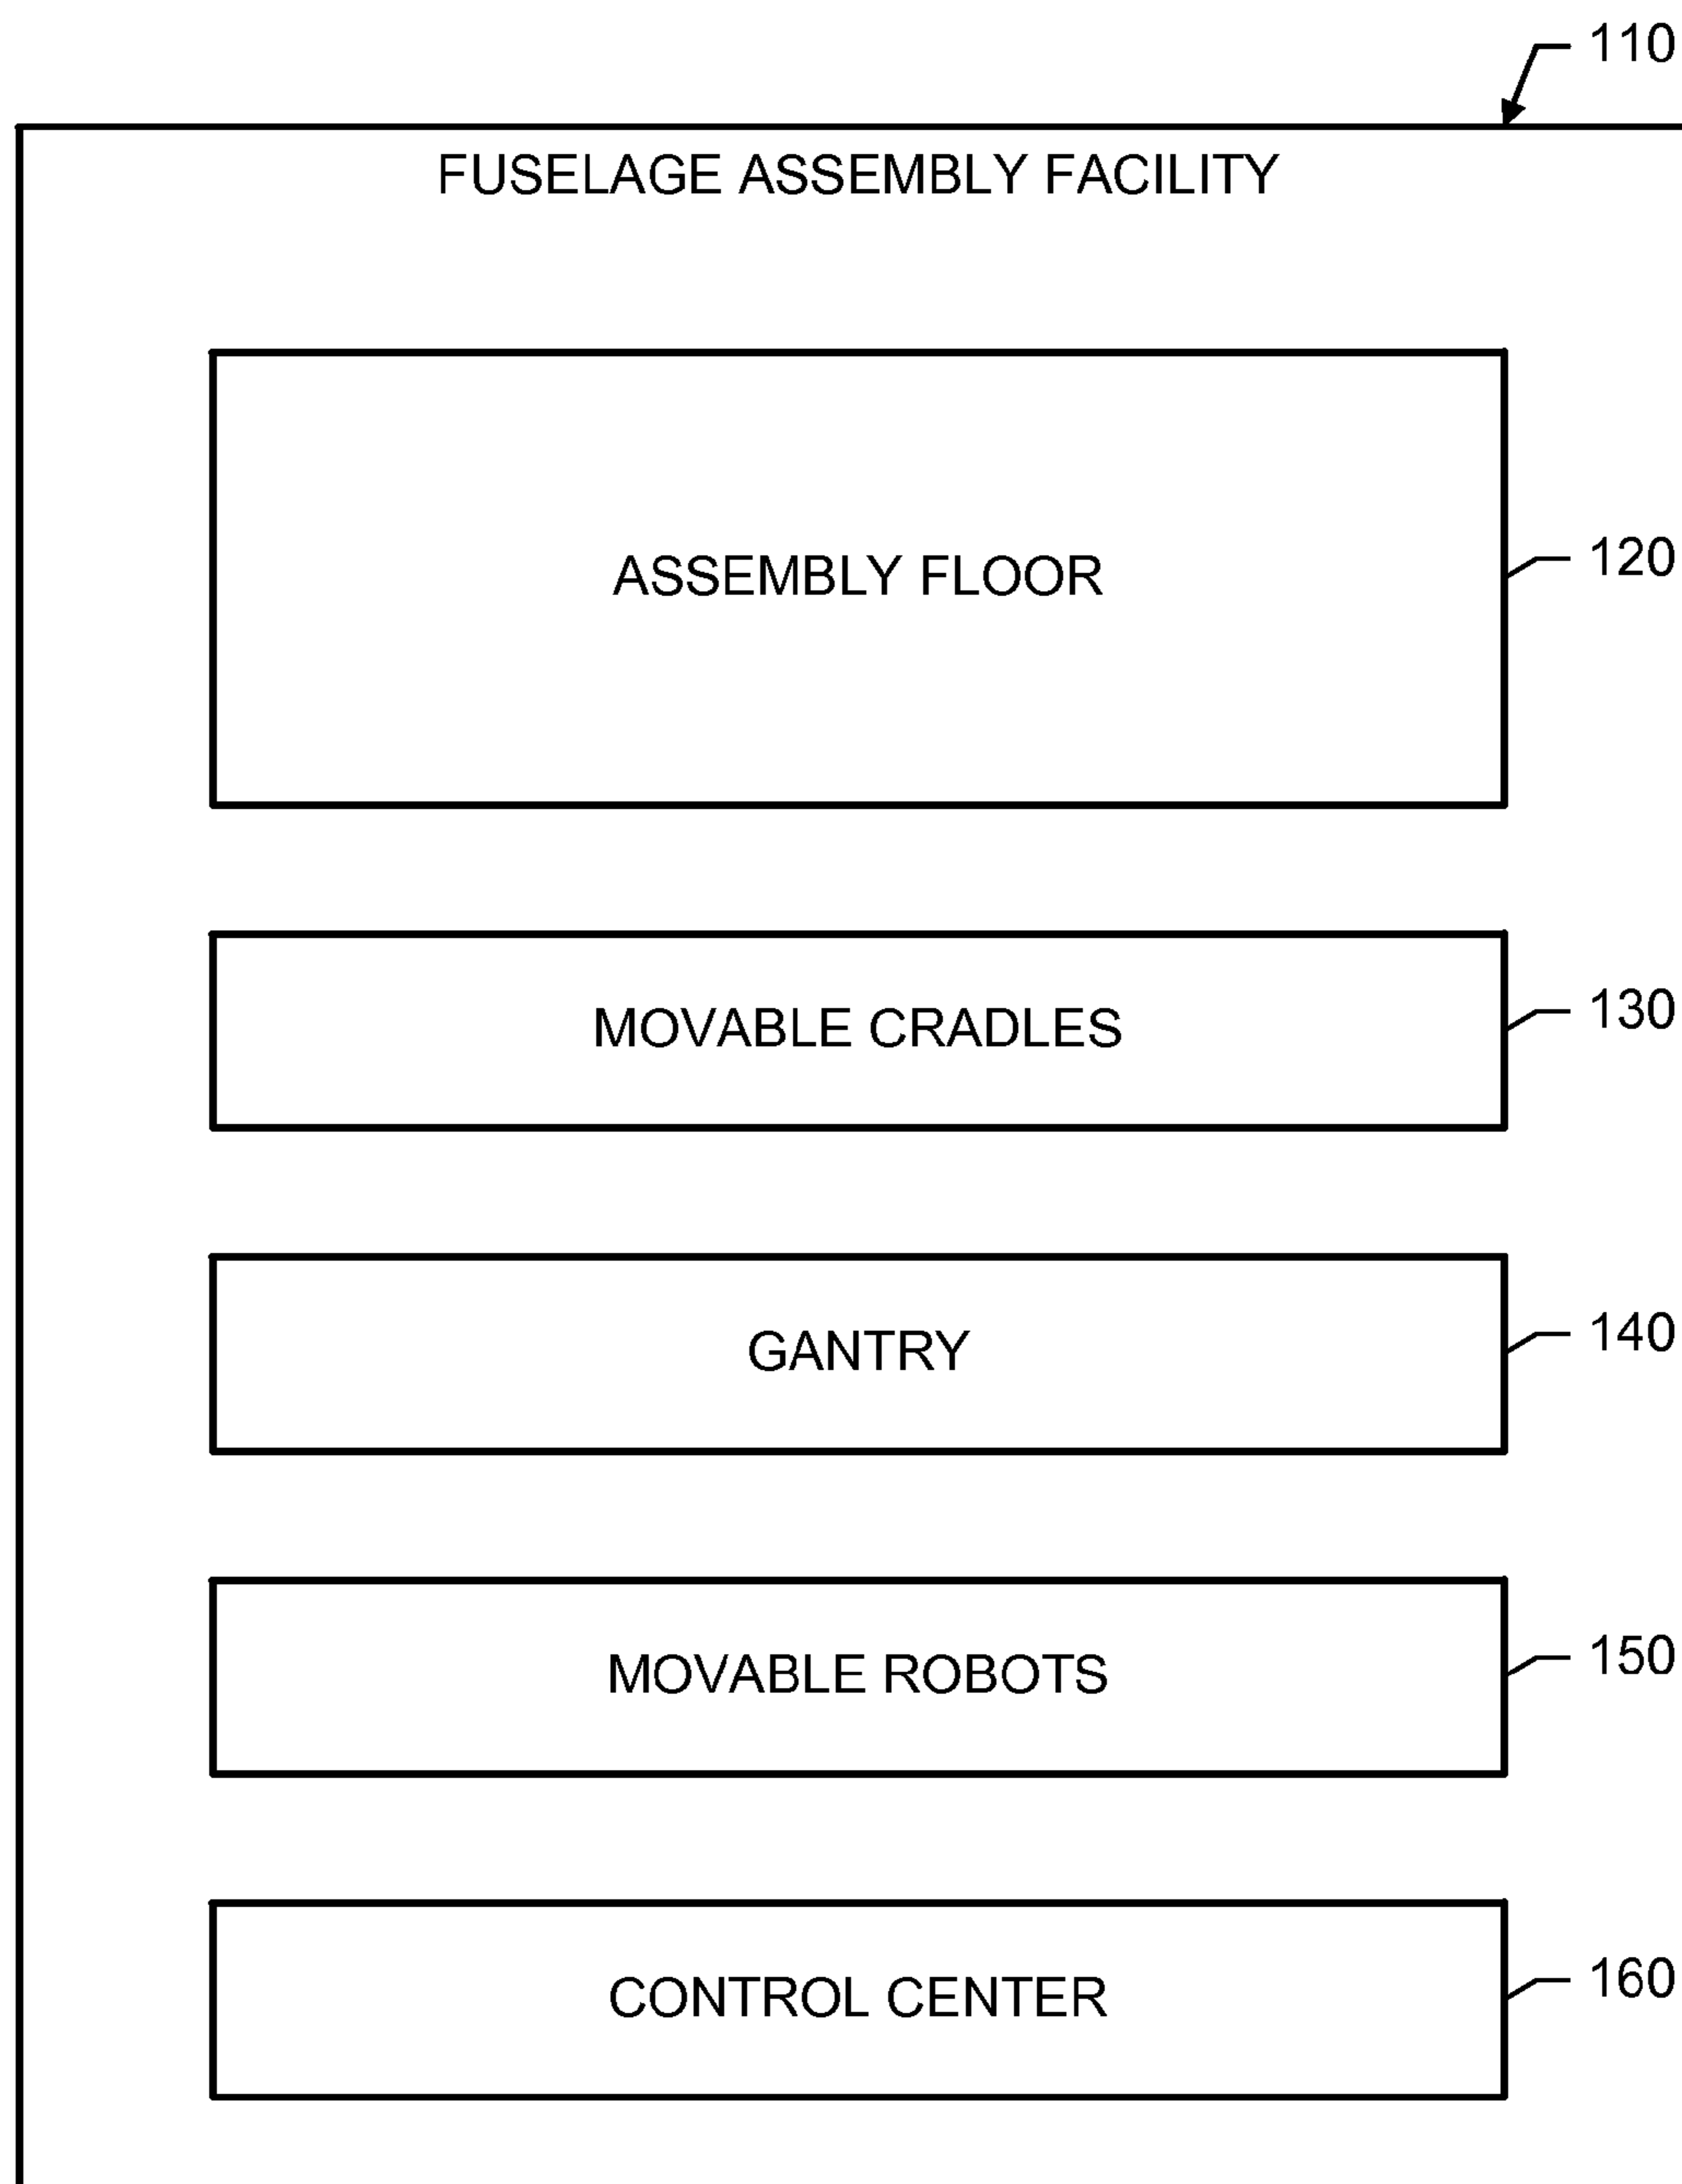 110
FUSELAGE ASSEMBLY FACILITY
ASSEMBLY FLOOR
120
MOVABLE CRADLES
130
GANTRY
140
MOVABLE ROBOTS
150
CONTROL CENTER
160